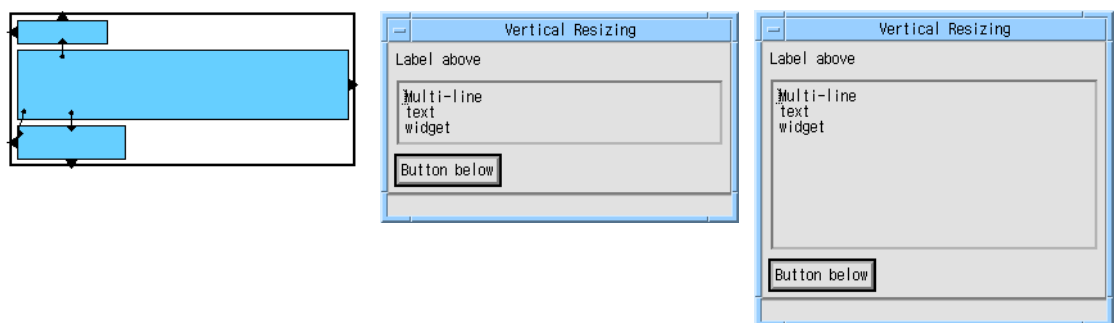 Vertical Resizing
Label above
Multi-line
text
widget
Button below
Vertical Resizing
Label above
Multi-line
text
widget
Button below